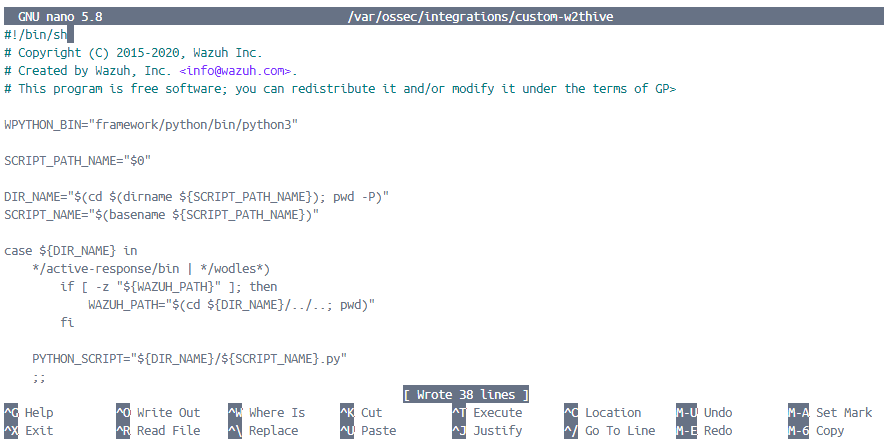 GNU nano 5.8 /var/ossec/integrations/custom-w2thive
#!/bin/sh
# Copyright (C) 2015-2020, Wazuh Inc.
# Created by Wazuh, Inc. <info@wazuh.com>.
# This program is free software; you can redistribute it and/or modify it under the terms of GP>
WPYTHON_BIN="framework/python/bin/python3"
SCRIPT_PATH_NAME="$0"
DIR_NAME="$(cd $(dirname ${SCRIPT_PATH_NAME}); pwd -P)"
SCRIPT_NAME="$(basename ${SCRIPT_PATH_NAME})"
case ${DIR_NAME} in
    */active-response/bin | */wodles*)
        if [ -z "${WAZUH_PATH}" ]; then
            WAZUH_PATH="$(cd ${DIR_NAME}/../..; pwd)"
        fi
    PYTHON_SCRIPT="${DIR_NAME}/${SCRIPT_NAME}.py"
    ;;
[ Wrote 38 lines ]
^G Help ^O Write Out ^W Where Is ^K Cut ^T Execute ^C Location M-U Undo M-A Set Mark
^X Exit ^R Read File ^\ Replace ^U Paste ^J Justify ^/ Go To Line M-E Redo M-6 Copy